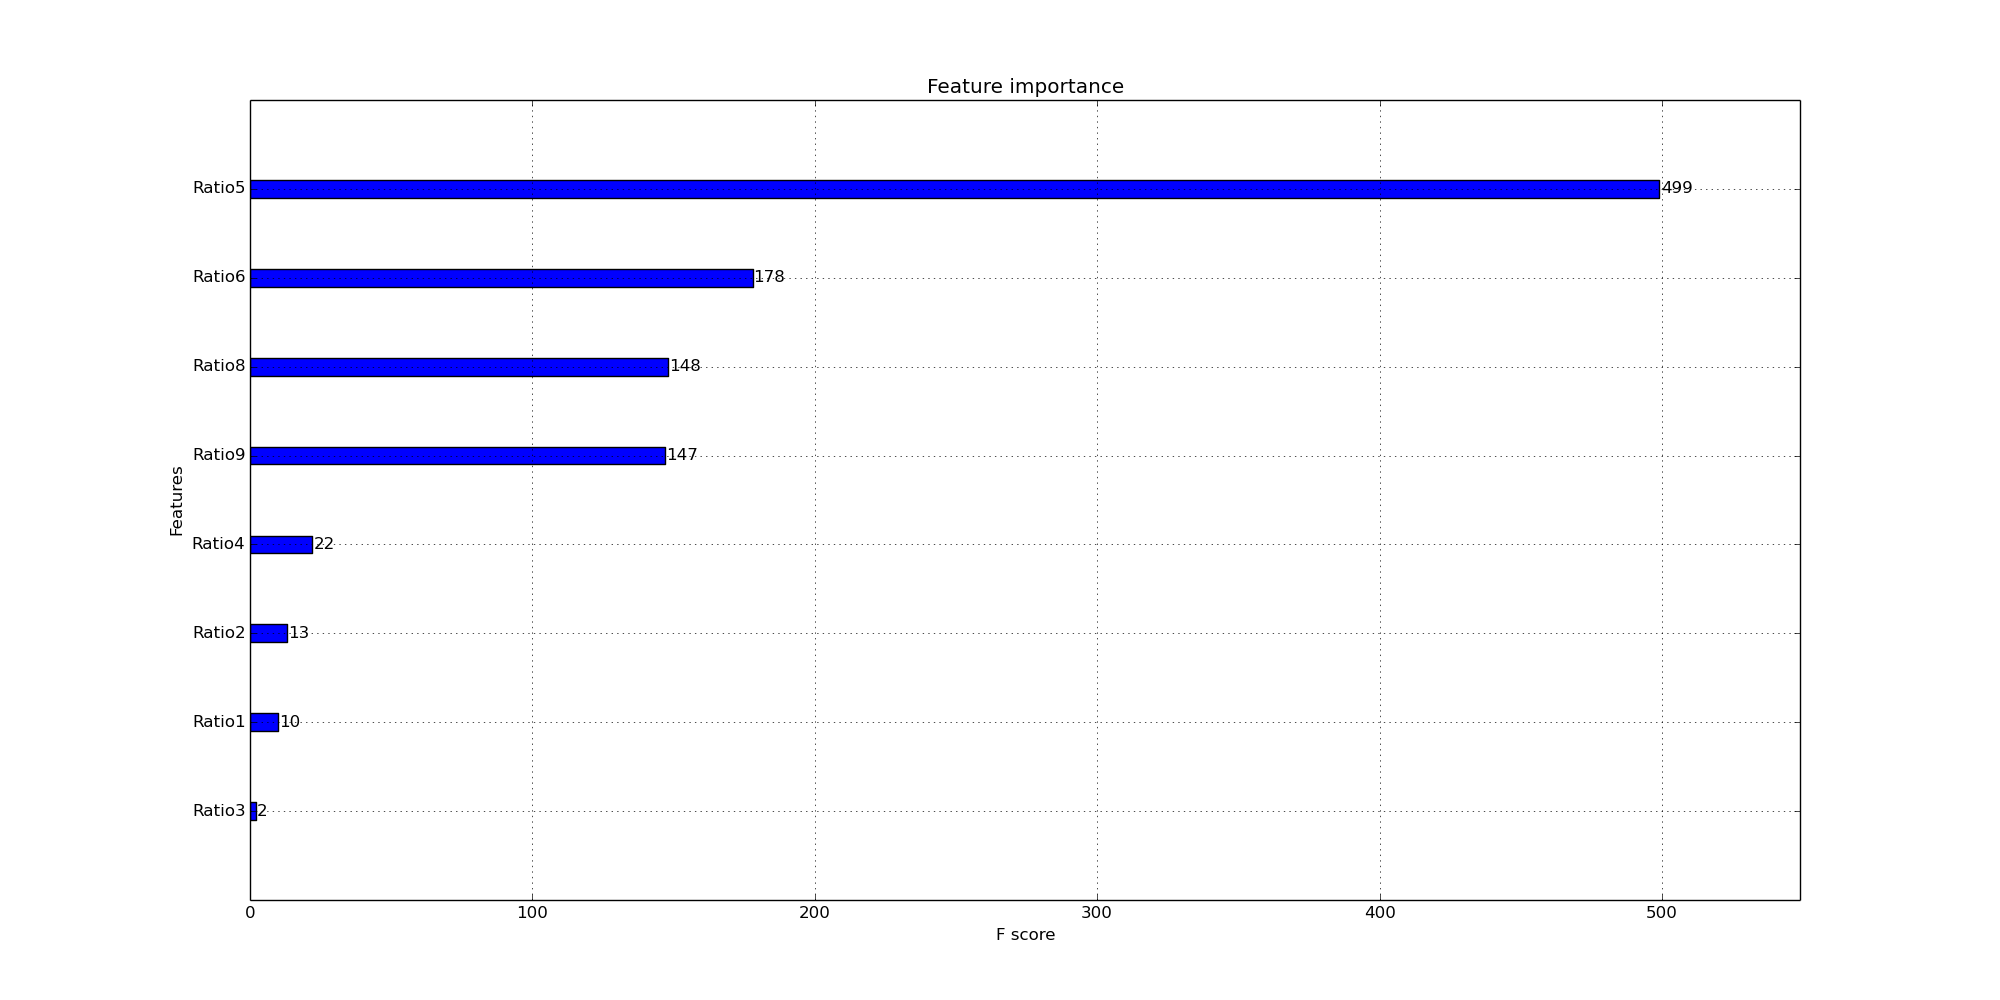 Feature importance
Ratio5 499
Ratio6 178
Ratio8 148
Ratio9 147
Features
Ratio4 22
Ratio2 13
Ratio1 10
Ratio3 2
0 100 200 300 400 500
F score